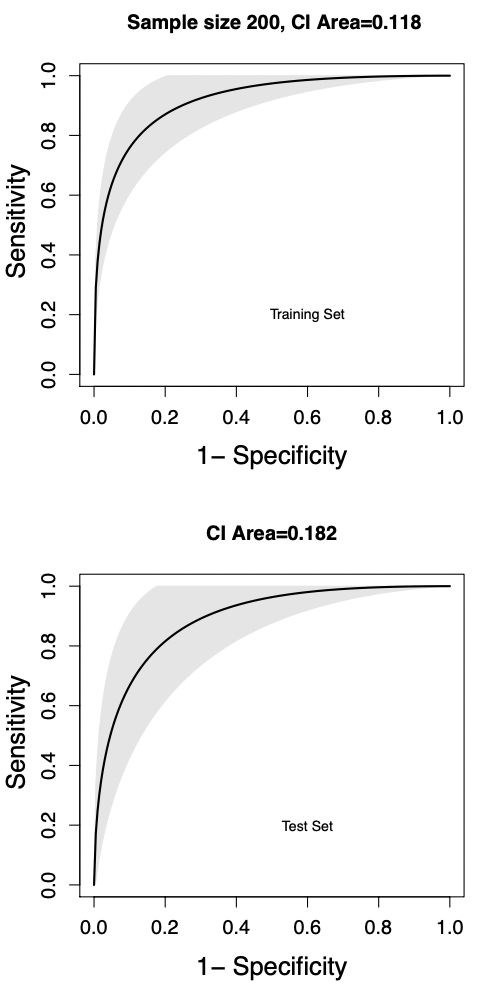 Sample size 200, CI Area=0.118
1.0
0.8
0.6
0.4
0.2
0.0
Sensitivity
Training Set
0.0 0.2 0.4 0.6 0.8 1.0
1− Specificity
CI Area=0.182
1.0
0.8
0.6
0.4
0.2
0.0
Sensitivity
Test Set
0.0 0.2 0.4 0.6 0.8 1.0
1− Specificity